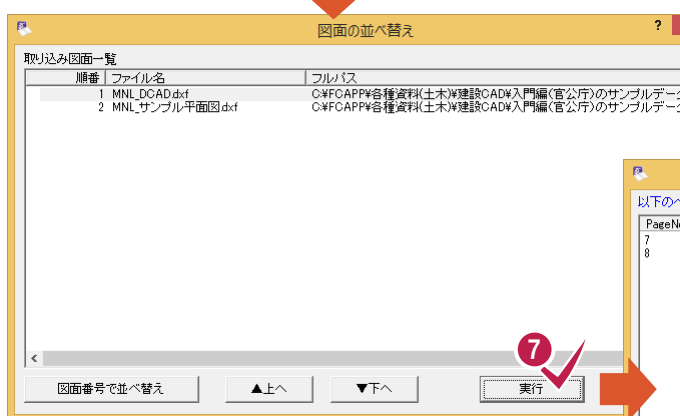 図面の並べ替え ?
取り込み図面一覧
順番 ファイル名 フルパス
1 MNL_DCAD.dxf C:¥FCAPP¥各種資料(土木)¥建設CAD¥入門編(官公庁)のサンプルデータ
2 MNL_サンプル平面図.dxf C:¥FCAPP¥各種資料(土木)¥建設CAD¥入門編(官公庁)のサンプルデータ
以下のペ
PageNo
7
8
7
図面番号で並べ替え ▲上へ ▼下へ 実行